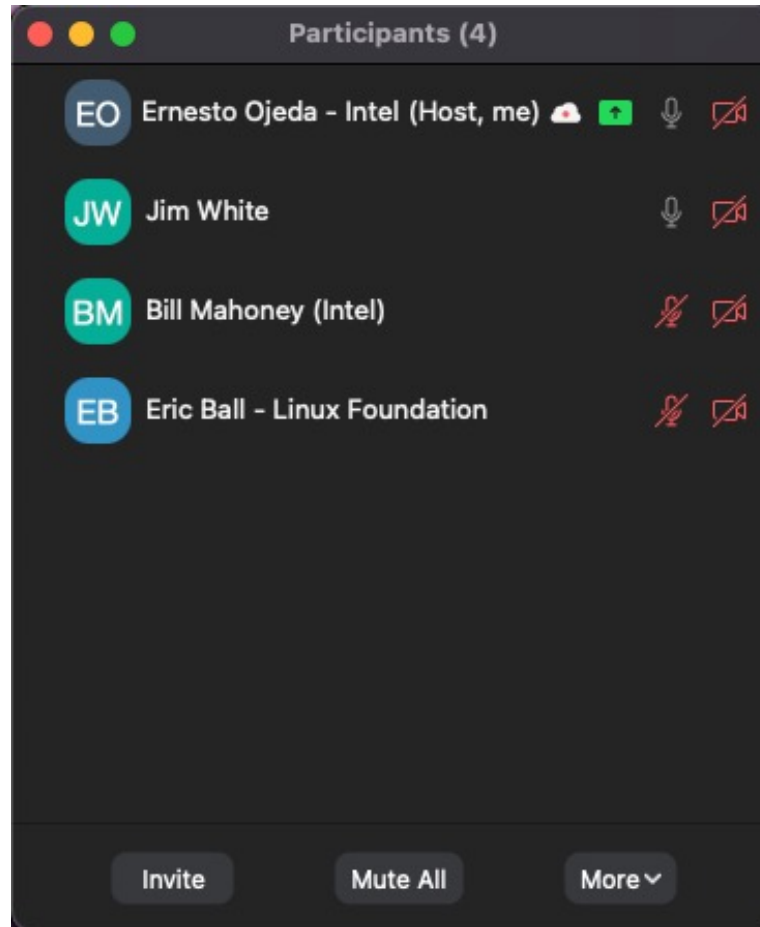 Participants (4)
EO Ernesto Ojeda - Intel (Host, me)
JW Jim White
BM Bill Mahoney (Intel)
EB Eric Ball - Linux Foundation
Invite Mute All More